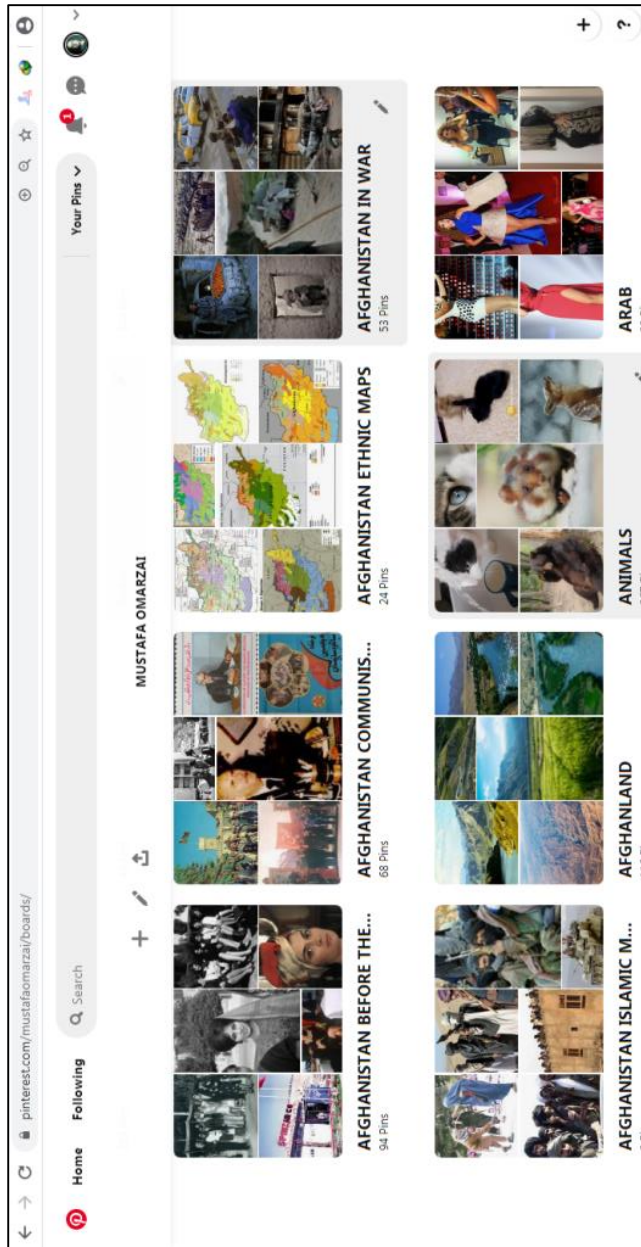 pinterest.com/mustafaomarzai/boards/
Home Following Search Your Pins
1
MUSTAFA OMARZAI
AFGHANISTAN BEFORE THE...
94 Pins
AFGHANISTAN COMMUNIS...
68 Pins
AFGHANISTAN ETHNIC MAPS
24 Pins
AFGHANISTAN IN WAR
53 Pins
AFGHANISTAN ISLAMIC M...
AFGHANLAND
ANIMALS
ARAB
+
?